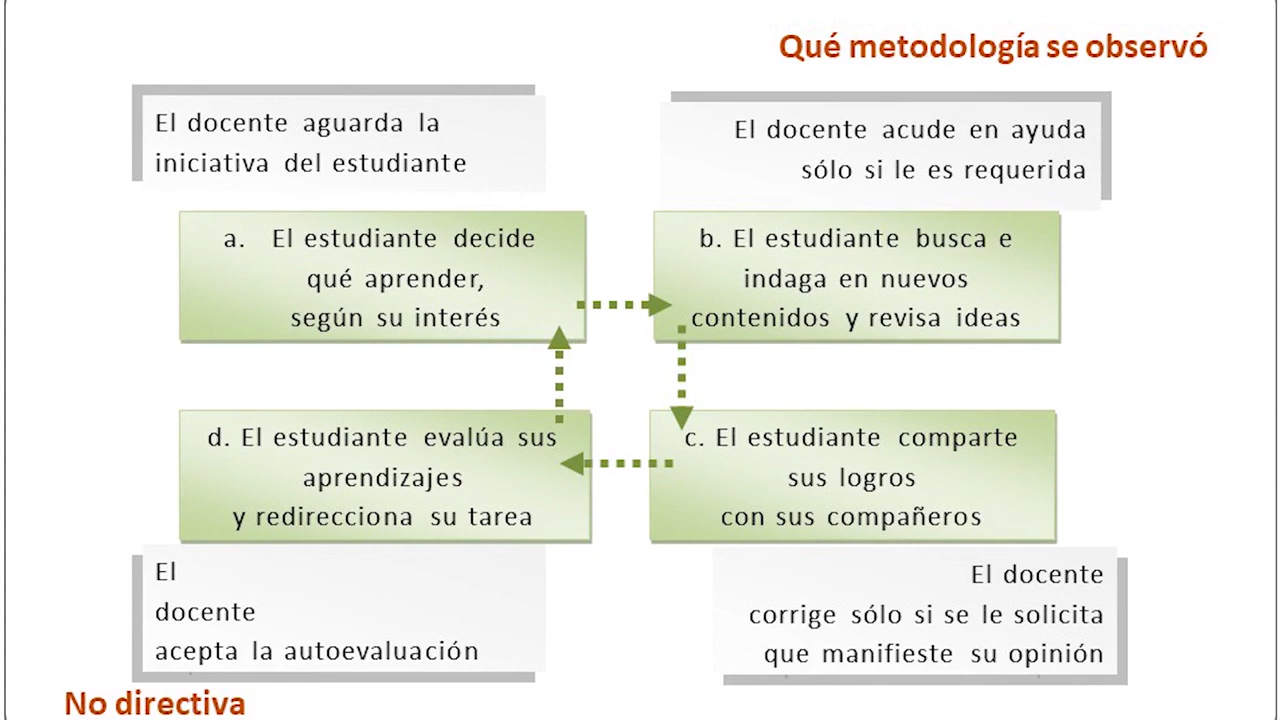 Qué metodología se observó
El docente aguarda la
iniciativa del estudiante
El docente acude en ayuda
sólo si le es requerida
a. El estudiante decide
qué aprender,
según su interés
b. El estudiante busca e
indaga en nuevos
contenidos y revisa ideas
d. El estudiante evalúa sus
aprendizajes
y redirecciona su tarea
c. El estudiante comparte
sus logros
con sus compañeros
El
docente
acepta la autoevaluación
El docente
corrige sólo si se le solicita
que manifieste su opinión
No directiva